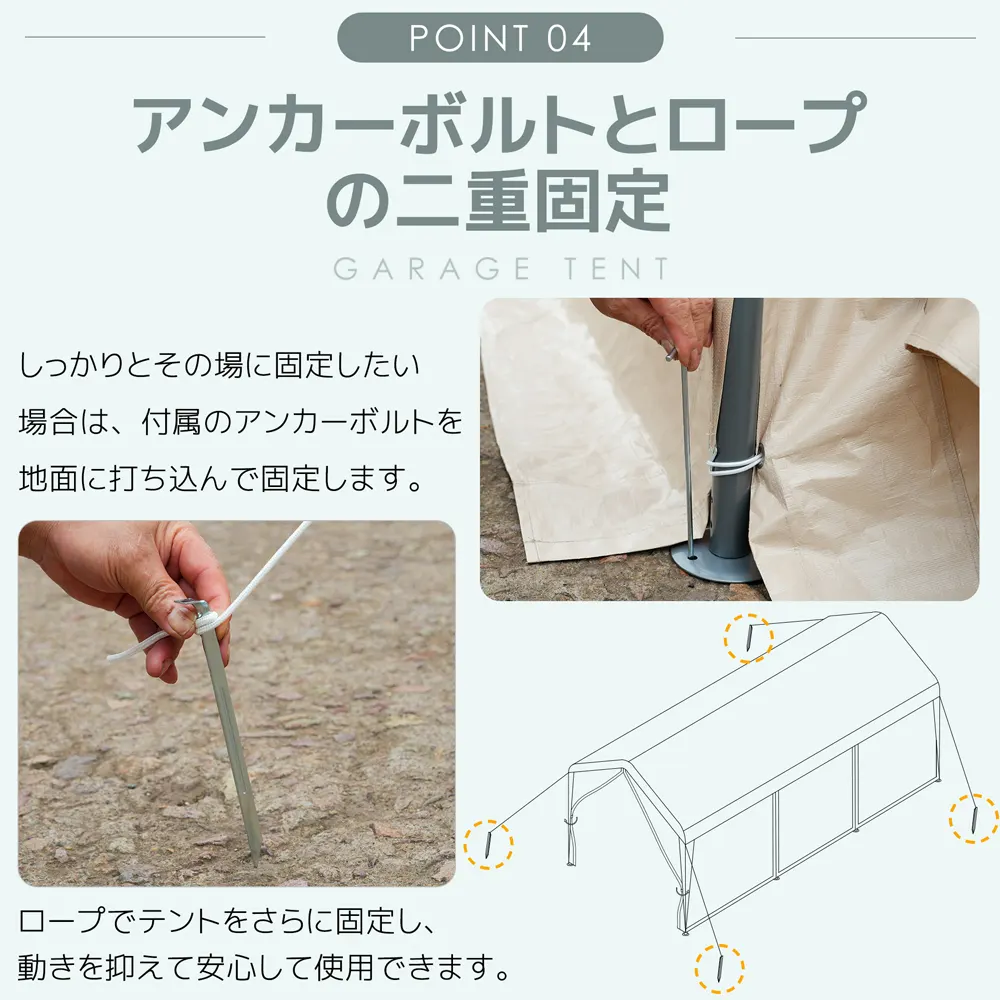 POINT 04
アンカーボルトとロープ
の二重固定
GARAGE TENT
しっかりとその場に固定したい
場合は、付属のアンカーボルトを
地面に打ち込んで固定します。
ロープでテントをさらに固定し、
動きを抑えて安心して使用できます。